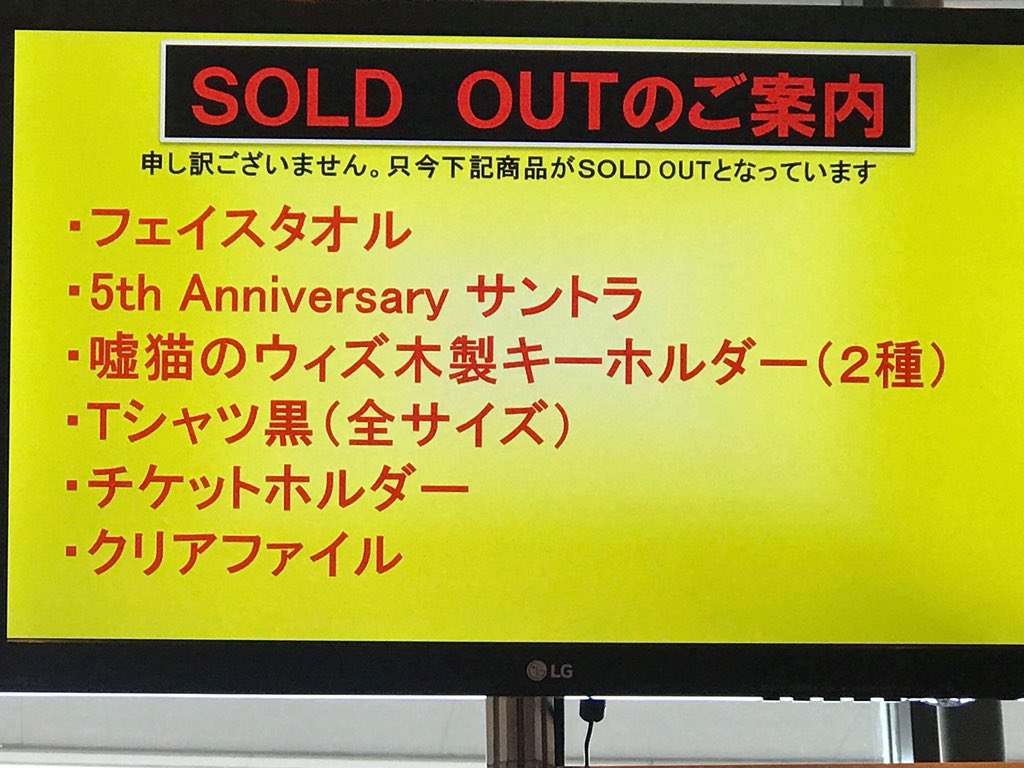 SOLD OUTのご案内
申し訳ございません。只今下記商品がSOLD OUTとなっています
・フェイスタオル
・5th Anniversary サントラ
・嘘猫のウィズ木製キーホルダー（２種）
・Tシャツ黒（全サイズ）
・チケットホルダー
・クリアファイル
LG